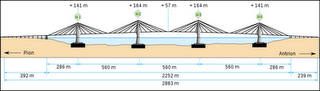 + 141 m + 164 m + 57 m + 164 m + 141 m
M1 M2 M3 M4
Rion Antirion
286 m 560 m 560 m 560 m 286 m
392 m 2252 m 239 m
2883 m